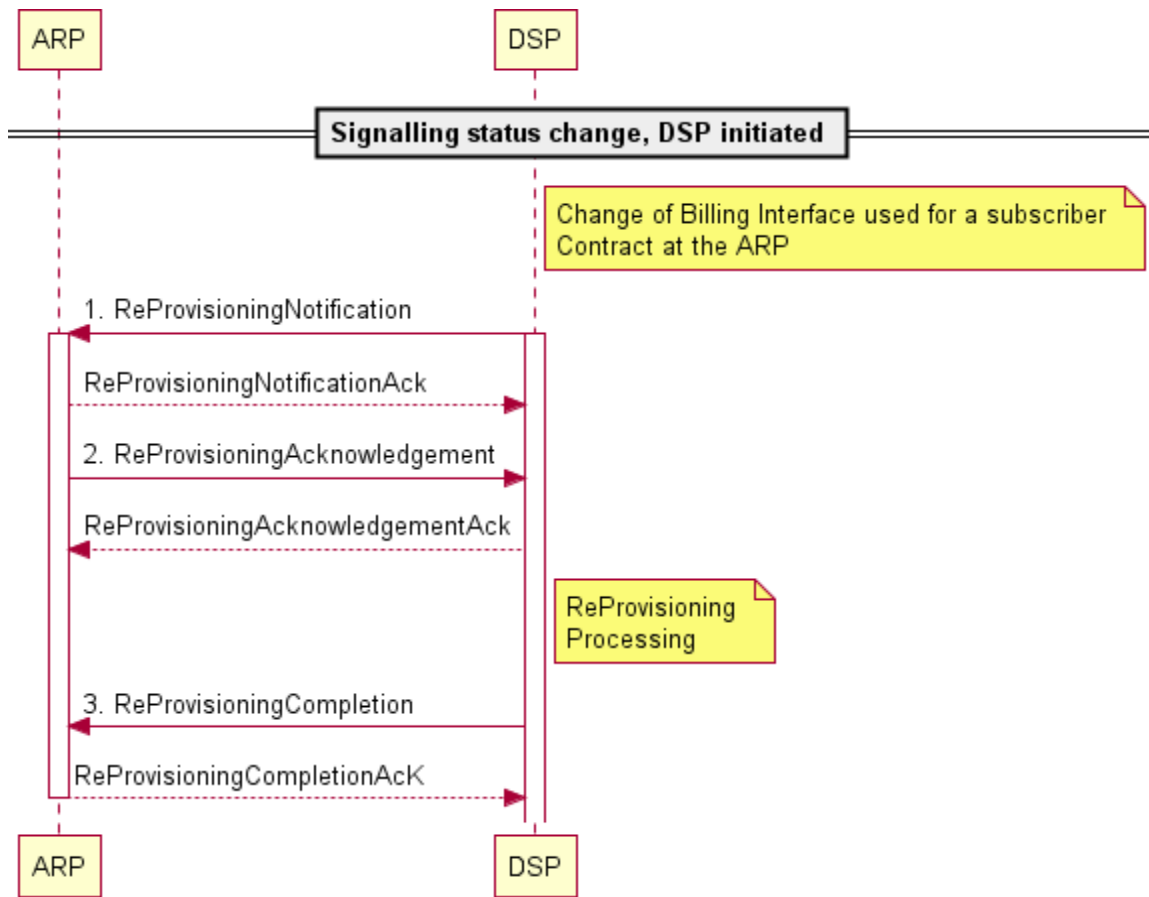 ARP
DSP
Signalling status change, DSP initiated
Change of Billing Interface used for a subscriber
Contract at the ARP
1. ReProvisioningNotification
ReProvisioningNotificationAck
2. ReProvisioningAcknowledgement
ReProvisioningAcknowledgementAck
ReProvisioning
Processing
3. ReProvisioningCompletion
ReProvisioningCompletionAcK
ARP
DSP